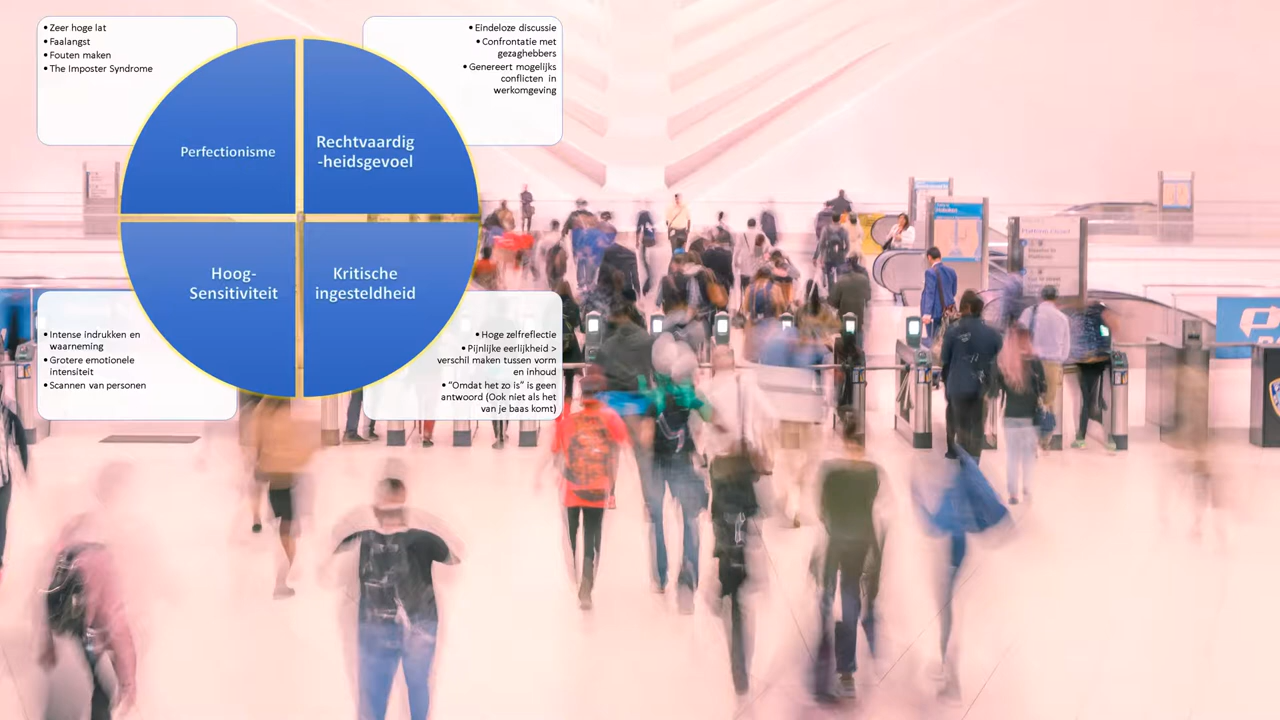 • Zeer hoge lat
• Faalangst
• Fouten maken
• The Imposter Syndrome
• Eindeloze discussie
• Confrontatie met
gezaghebbers
• Genereert mogelijks
conflicten in
werkomgeving
Perfectionisme
Rechtvaardig
-heidsgevoel
Hoog-
Sensitiviteit
Kritische
ingesteldheid
• Intense indrukken en
waarneming
• Grotere emotionele
intensiteit
• Scannen van personen
• Hoge zelfreflectie
• Pijnlijke eerlijkheid >
verschil maken tussen vorm
en inhoud
• “Omdat het zo is” is geen
antwoord (Ook niet als het
van je baas komt)